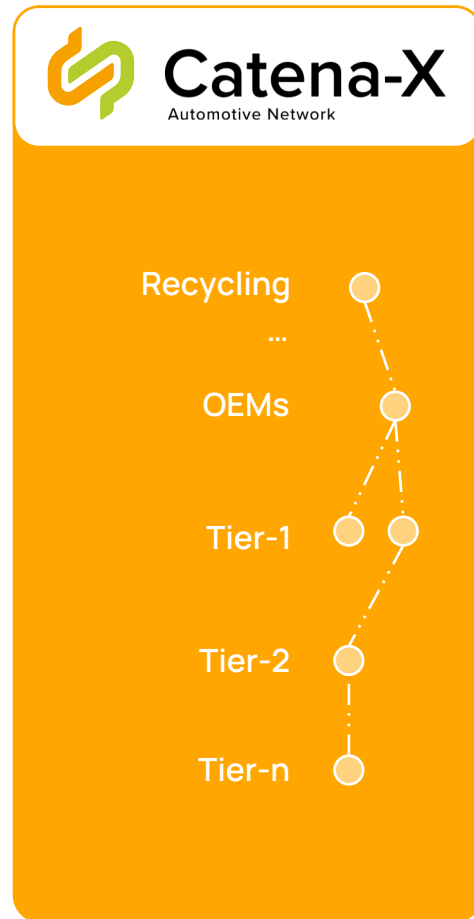 Catena-X
Automotive Network
Recycling
...
OEMs
Tier-1
Tier-2
Tier-n